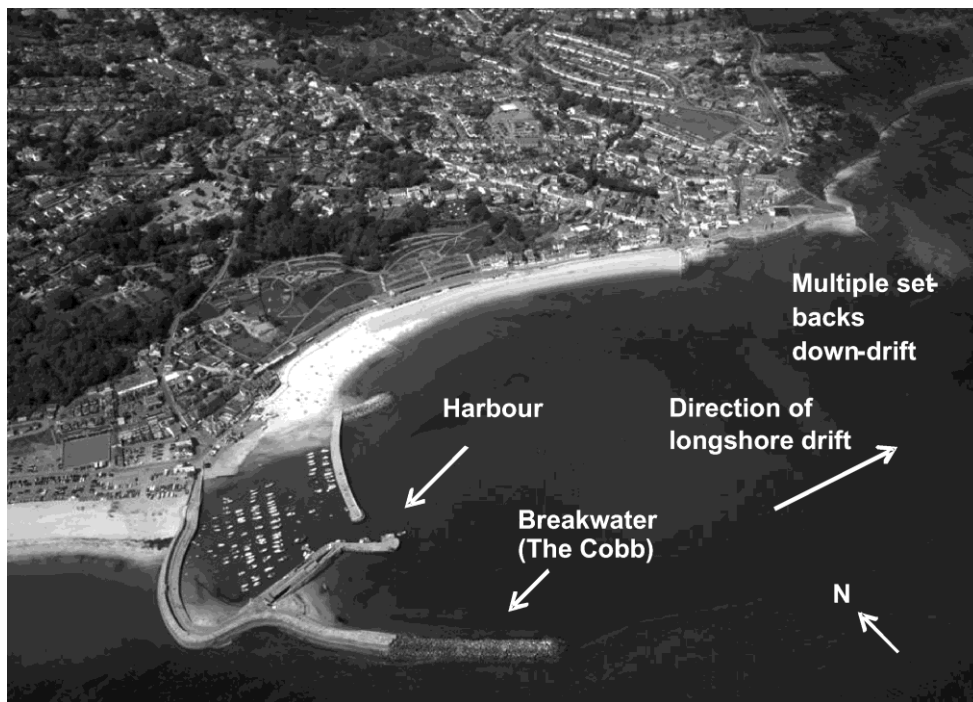 Multiple set-
backs
down-drift
Harbour
Direction of
longshore drift
Breakwater
(The Cobb)
N